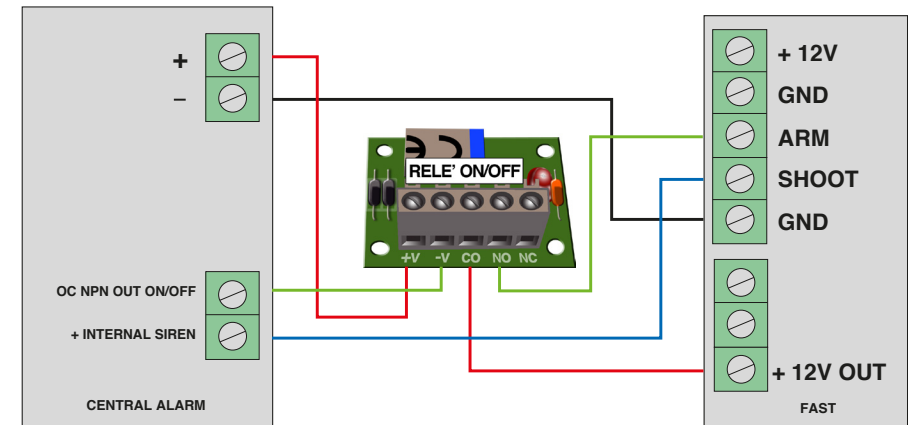 +
–
OC NPN OUT ON/OFF
+ INTERNAL SIREN
CENTRAL ALARM
RELE' ON/OFF
+V -V CO NO NC
+ 12V
GND
ARM
SHOOT
GND
+ 12V OUT
FAST